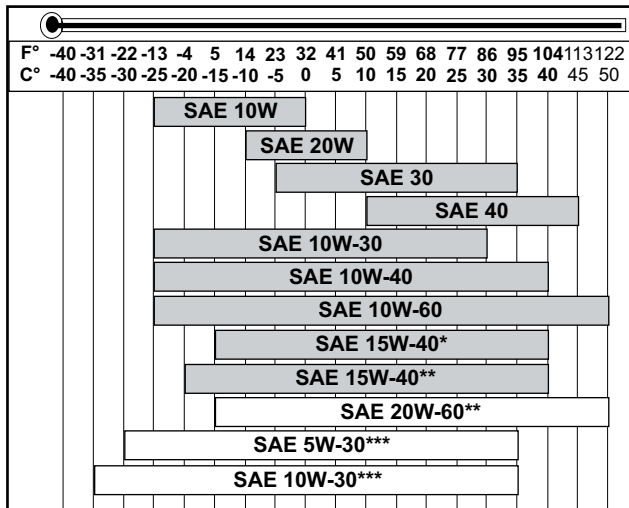 F° -40 -31 -22 -13 -4 5 14 23 32 41 50 59 68 77 86 95 104 113 122
C° -40 -35 -30 -25 -20 -15 -10 -5 0 5 10 15 20 25 30 35 40 45 50
SAE 10W
SAE 20W
SAE 30
SAE 40
SAE 10W-30
SAE 10W-40
SAE 10W-60
SAE 15W-40*
SAE 15W-40**
SAE 20W-60**
SAE 5W-30***
SAE 10W-30***